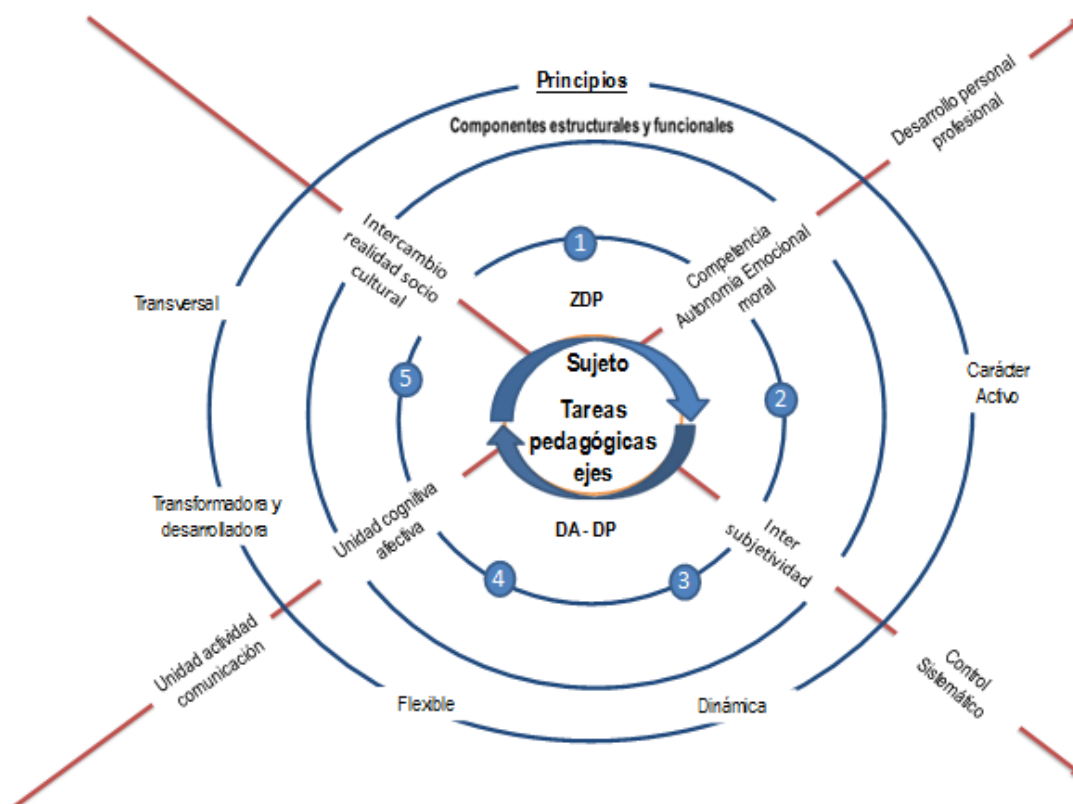 Principios
Componentes estructurales y funcionales
Desarrollo personal
profesional
Intercambio
realidad socio
cultural
1
Competencia
Autonomía Emocional
moral
Transversal
ZDP
Sujeto
Tareas
pedagógicas
ejes
5
2
Carácter
Activo
Transformadora y
desarrolladora
Unidad cognitiva
afectiva
DA - DP
Inter
subjetividad
4
3
Unidad actividad
comunicación
Flexible
Dinámica
Control
Sistemático